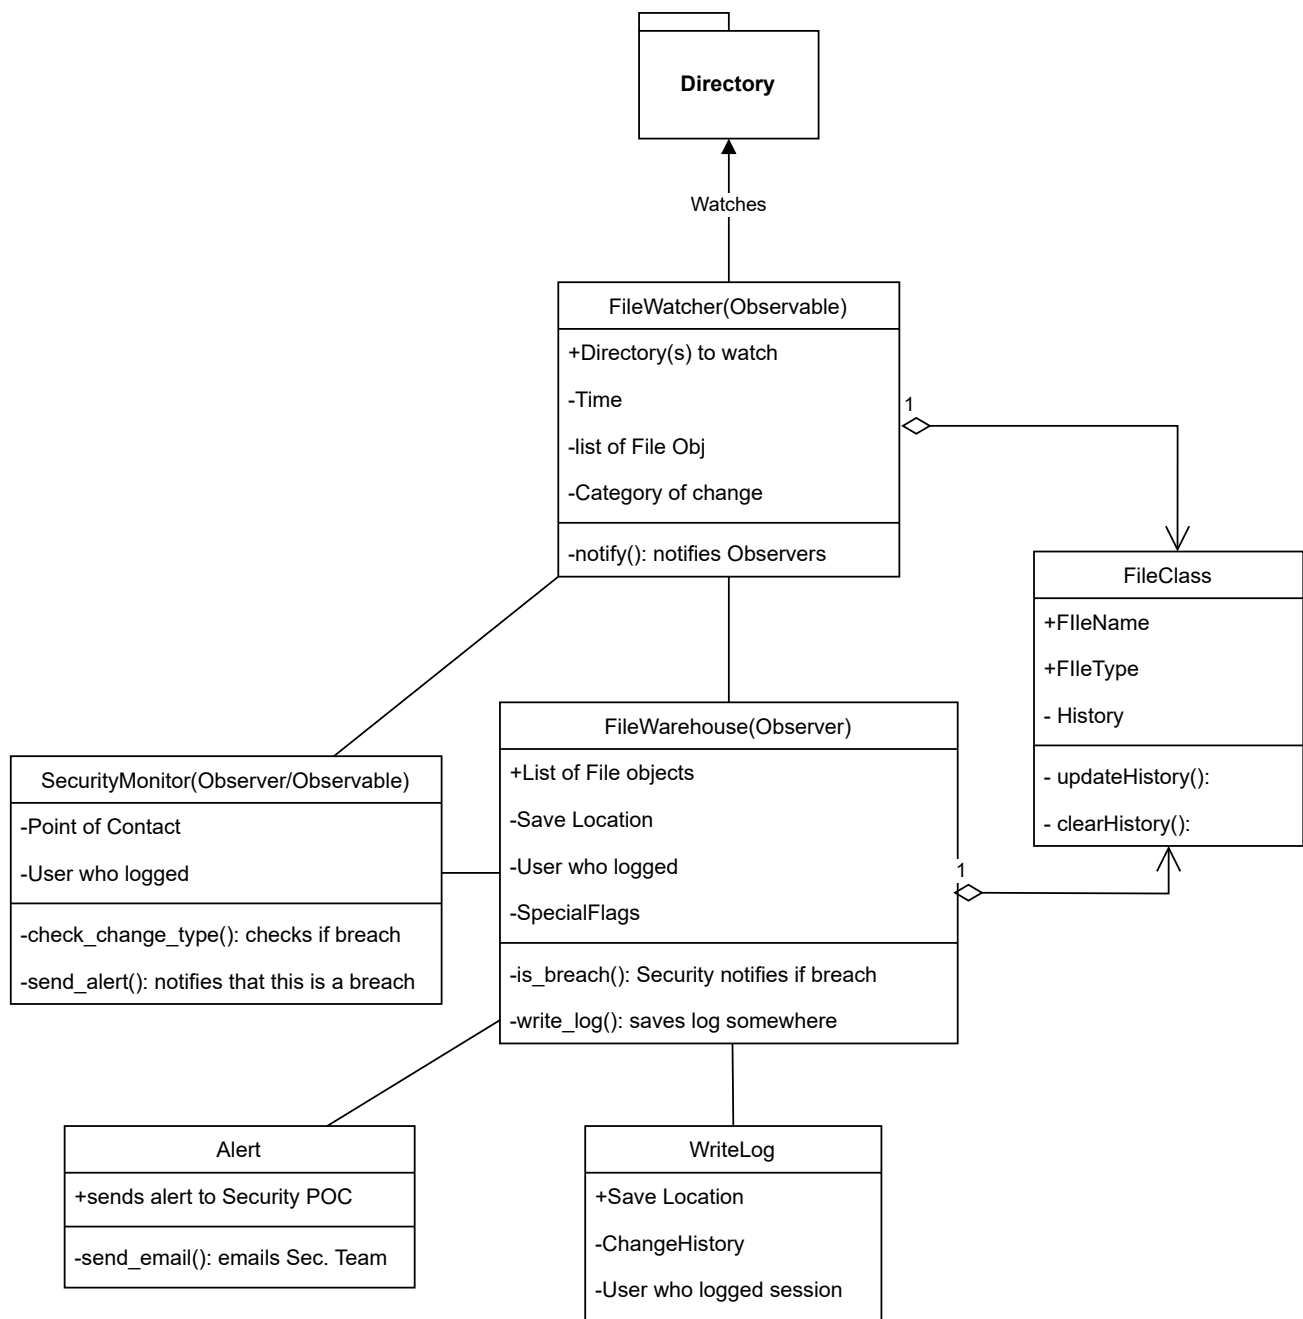 Directory
Watches
FileWatcher(Observable)
+Directory(s) to watch
-Time
-list of File Obj
-Category of change
-notify(): notifies Observers
1
FileClass
+FIleName
+FIleType
- History
- updateHistory():
- clearHistory():
FileWarehouse(Observer)
+List of File objects
-Save Location
-User who logged
-SpecialFlags
-is_breach(): Security notifies if breach
-write_log(): saves log somewhere
1
SecurityMonitor(Observer/Observable)
-Point of Contact
-User who logged
-check_change_type(): checks if breach
-send_alert(): notifies that this is a breach
Alert
+sends alert to Security POC
-send_email(): emails Sec. Team
WriteLog
+Save Location
-ChangeHistory
-User who logged session